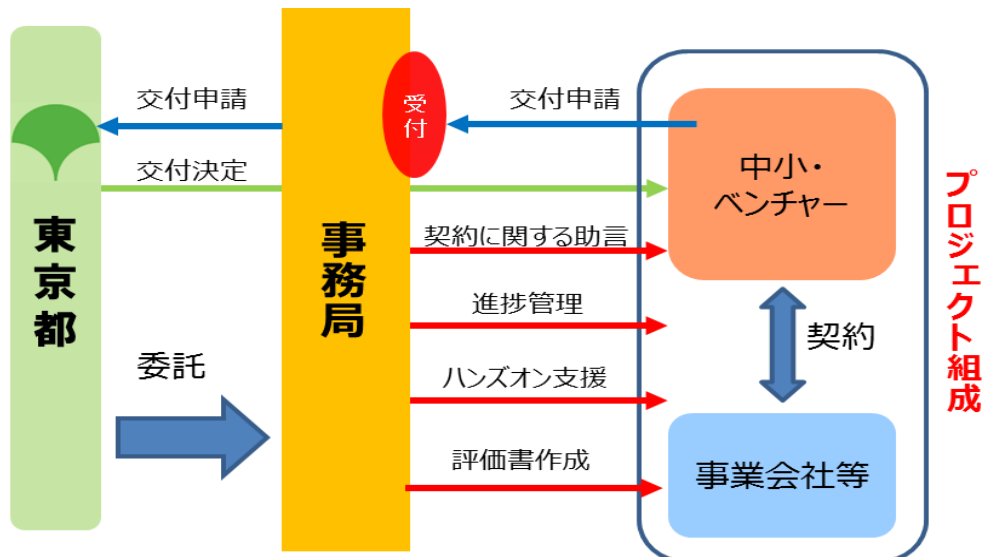 東京都
交付申請
交付決定
委託
事務局
受付
交付申請
契約に関する助言
進捗管理
ハンズオン支援
評価書作成
中小・
ベンチャー
契約
事業会社等
プロジェクト組成